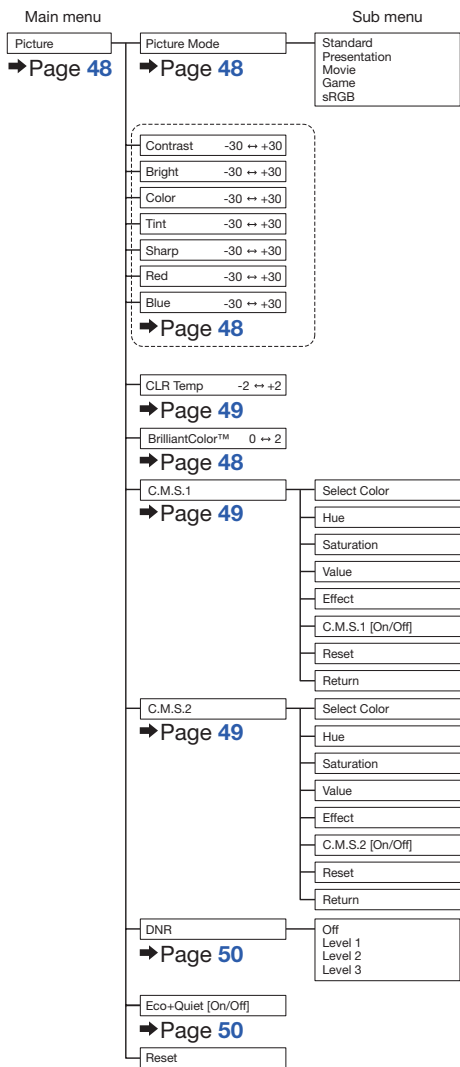 Main menu
Sub menu
Picture
➡Page 48
Picture Mode
➡Page 48
Standard
Presentation
Movie
Game
sRGB
Contrast -30 ↔ +30
Bright -30 ↔ +30
Color -30 ↔ +30
Tint -30 ↔ +30
Sharp -30 ↔ +30
Red -30 ↔ +30
Blue -30 ↔ +30
➡Page 48
CLR Temp -2 ↔ +2
➡Page 49
BrilliantColor™ 0 ↔ 2
➡Page 48
C.M.S.1
➡Page 49
Select Color
Hue
Saturation
Value
Effect
C.M.S.1 [On/Off]
Reset
Return
C.M.S.2
➡Page 49
Select Color
Hue
Saturation
Value
Effect
C.M.S.2 [On/Off]
Reset
Return
DNR
➡Page 50
Off
Level 1
Level 2
Level 3
Eco+Quiet [On/Off]
➡Page 50
Reset